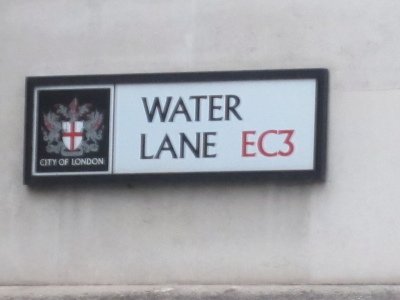 CITY OF LONDON
WATER
LANE EC3